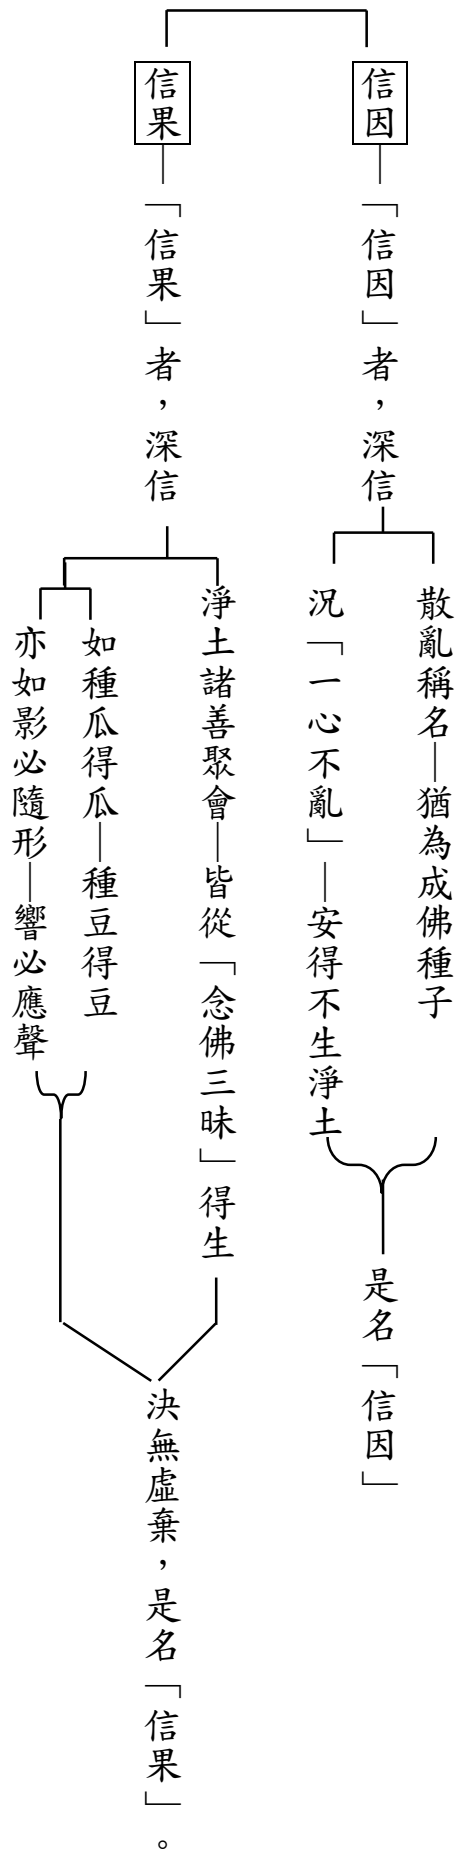 信因—「信因」者，深信
散亂稱名—猶為成佛種子
況「一心不亂」—安得不生淨土
是名「信因」
信果—「信果」者，深信
淨土諸善聚會—皆從「念佛三昧」得生
如種瓜得瓜—種豆得豆
亦如影必隨形—響必應聲
決無虛棄，是名「信果」。